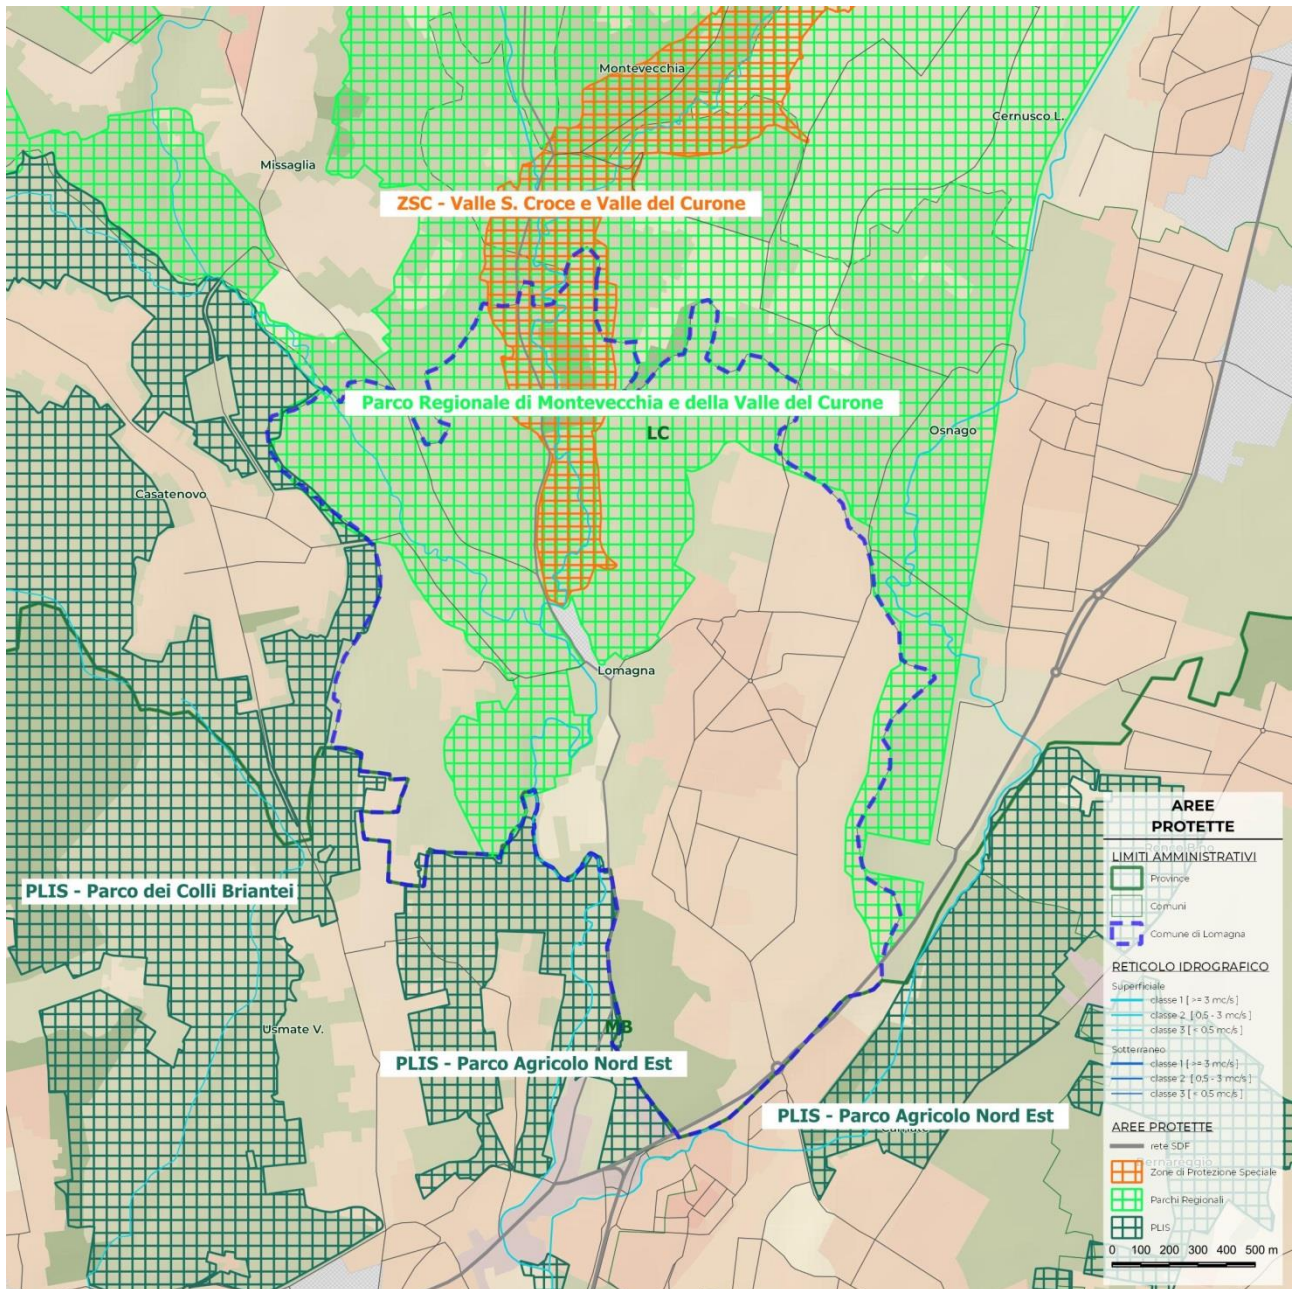 Montevecchia
Cernusco L.
Missaglia
ZSC - Valle S. Croce e Valle del Curone
Parco Regionale di Montevecchia e della Valle del Curone
LC
Osnago
Casatenovo
Lomagna
PLIS - Parco dei Colli Briantei
Usmate V.
MB
PLIS - Parco Agricolo Nord Est
PLIS - Parco Agricolo Nord Est
AREE
PROTETTE
LIMITI AMMINISTRATIVI
Province
Comuni
Comune di Lomagna
RETICOLO IDROGRAFICO
Superficiale
classe 1 [ >= 3 mc/s ]
classe 2 [ 0,5 - 3 mc/s ]
classe 3 [ < 0.5 mc/s ]
Sotterraneo
classe 1 [ >= 3 mc/s ]
classe 2 [ 0,5 - 3 mc/s ]
classe 3 [ < 0.5 mc/s ]
AREE PROTETTE
rete SDF
Bernareggio
Zone di Protezione Speciale
Parchi Regionali
PLIS
0 100 200 300 400 500 m